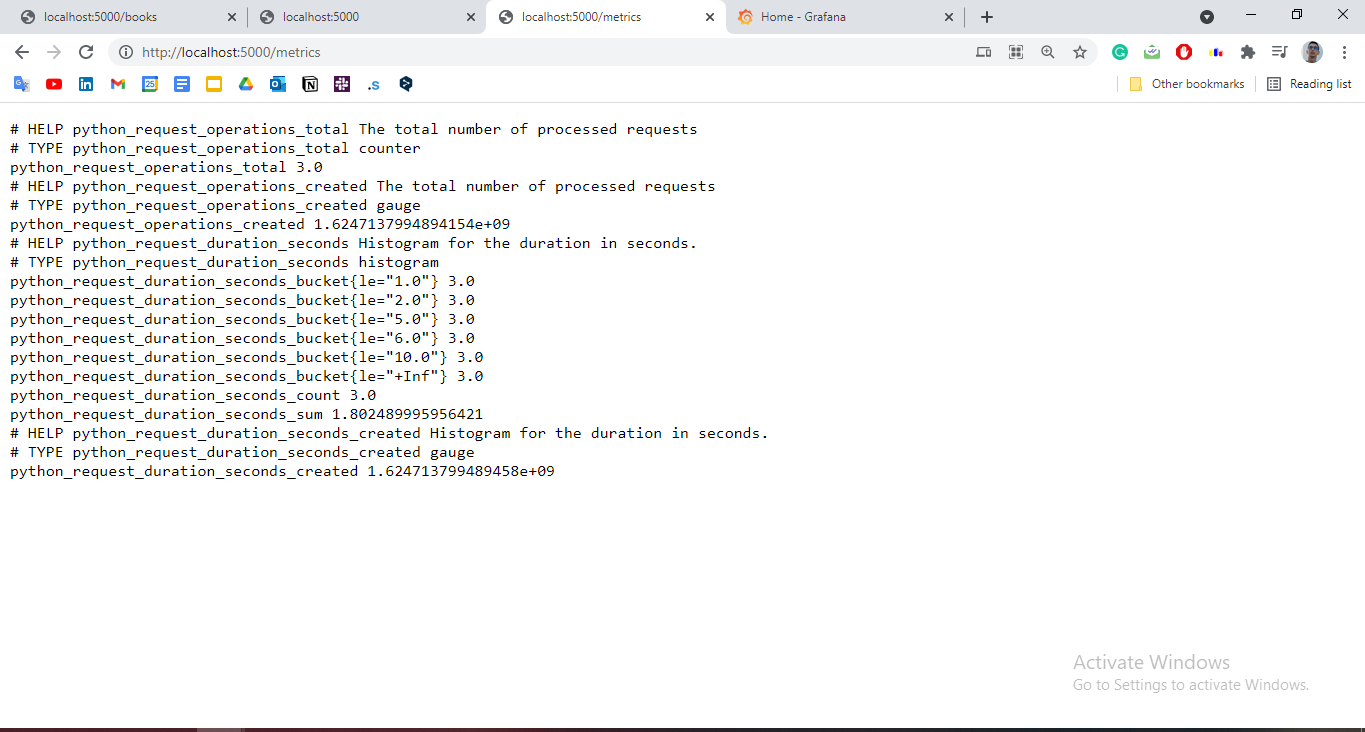 localhost:5000/books
localhost:5000
localhost:5000/metrics
Home - Grafana
http://localhost:5000/metrics
Other bookmarks
Reading list
# HELP python_request_operations_total The total number of processed requests
# TYPE python_request_operations_total counter
python_request_operations_total 3.0
# HELP python_request_operations_created The total number of processed requests
# TYPE python_request_operations_created gauge
python_request_operations_created 1.6247137994894154e+09
# HELP python_request_duration_seconds Histogram for the duration in seconds.
# TYPE python_request_duration_seconds histogram
python_request_duration_seconds_bucket{le="1.0"} 3.0
python_request_duration_seconds_bucket{le="2.0"} 3.0
python_request_duration_seconds_bucket{le="5.0"} 3.0
python_request_duration_seconds_bucket{le="6.0"} 3.0
python_request_duration_seconds_bucket{le="10.0"} 3.0
python_request_duration_seconds_bucket{le="+Inf"} 3.0
python_request_duration_seconds_count 3.0
python_request_duration_seconds_sum 1.802489995956421
# HELP python_request_duration_seconds_created Histogram for the duration in seconds.
# TYPE python_request_duration_seconds_created gauge
python_request_duration_seconds_created 1.624713799489458e+09
Activate Windows
Go to Settings to activate Windows.